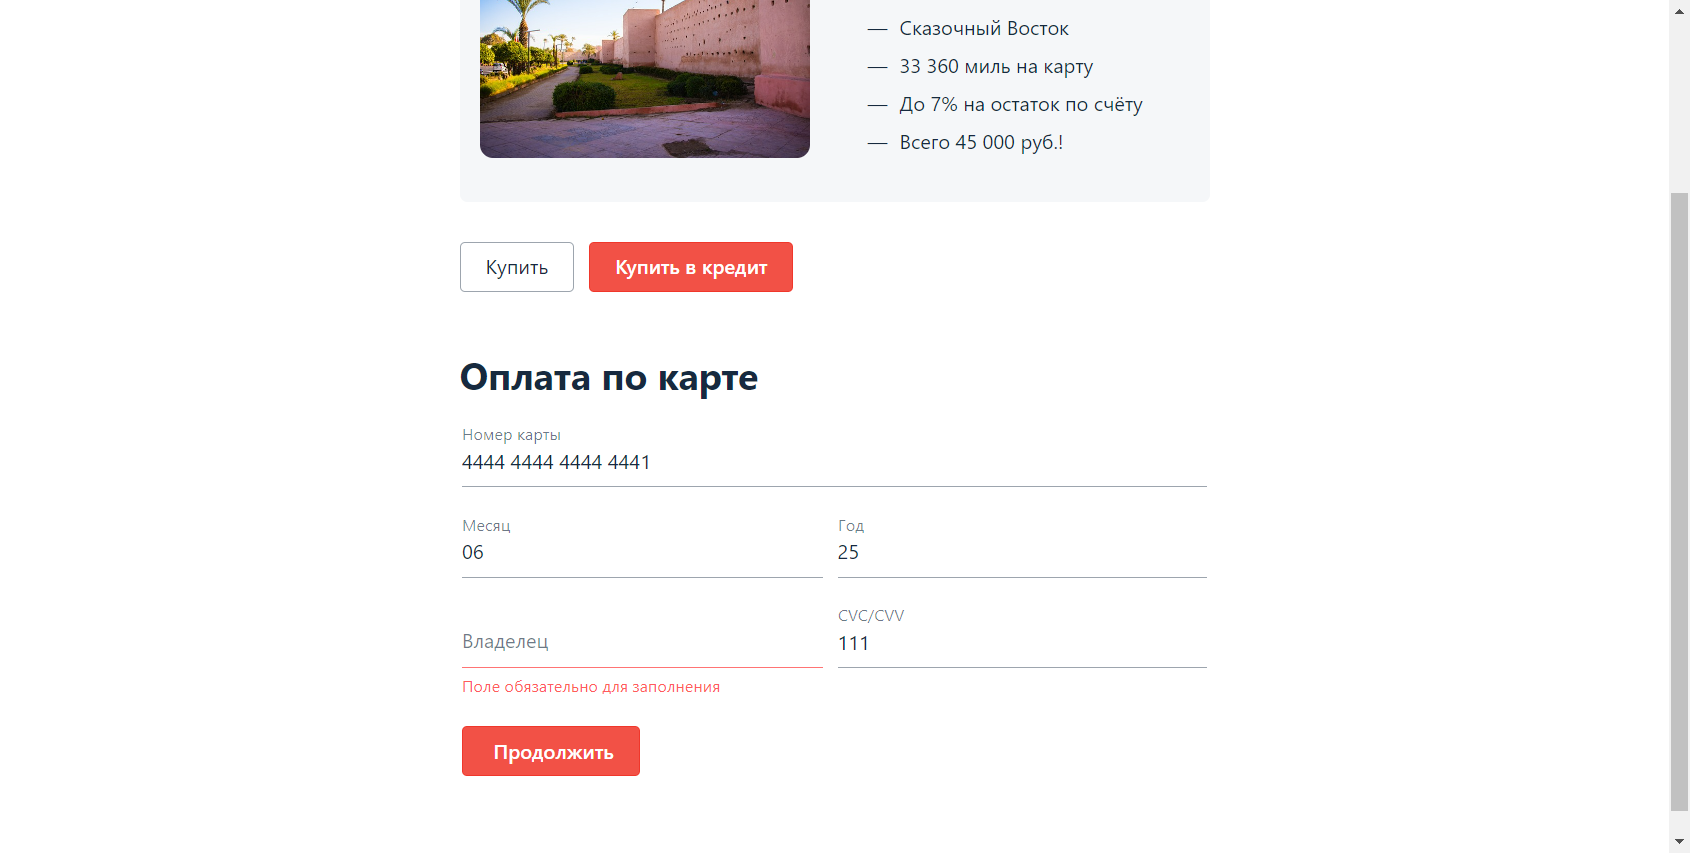 — Сказочный Восток
— 33 360 миль на карту
— До 7% на остаток по счёту
— Всего 45 000 руб.!
Купить Купить в кредит
Оплата по карте
Номер карты
4444 4444 4444 4441
Месяц Год
06 25
CVC/CVV
Владелец 111
Поле обязательно для заполнения
Продолжить